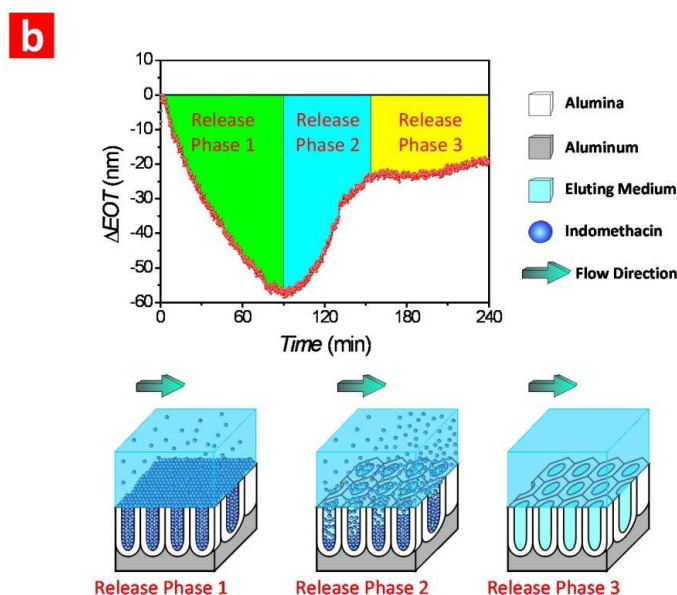 b
0
-10
-20
-30
-40
-50
-60
ΔEOT (nm)
Release
Phase 1
Release
Phase 2
Release
Phase 3
0 60 120 180 240
Time (min)
Alumina
Aluminum
Eluting Medium
Indomethacin
Flow Direction
Release Phase 1
Release Phase 2
Release Phase 3